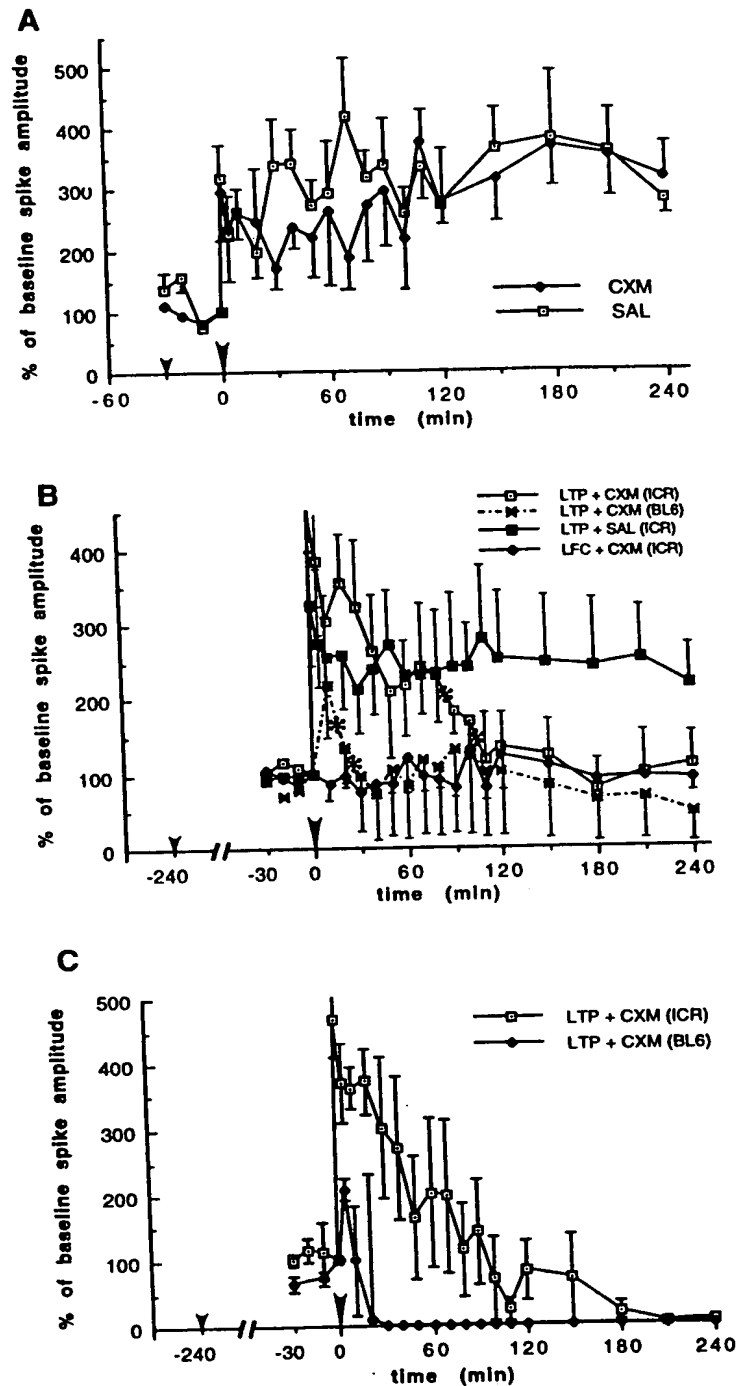 A
% of baseline spike amplitude
500
400
300
200
100
0
CXM
SAL
-60
0
60
120
180
240
time (min)
B
% of baseline spike amplitude
400
300
200
100
0
LTP + CXM (ICR)
LTP + CXM (BL6)
LTP + SAL (ICR)
LFC + CXM (ICR)
-240
-30
0
60
120
180
240
time (min)
C
% of baseline spike amplitude
500
400
300
200
100
0
LTP + CXM (ICR)
LTP + CXM (BL6)
-240
-30
0
60
120
180
240
time (min)